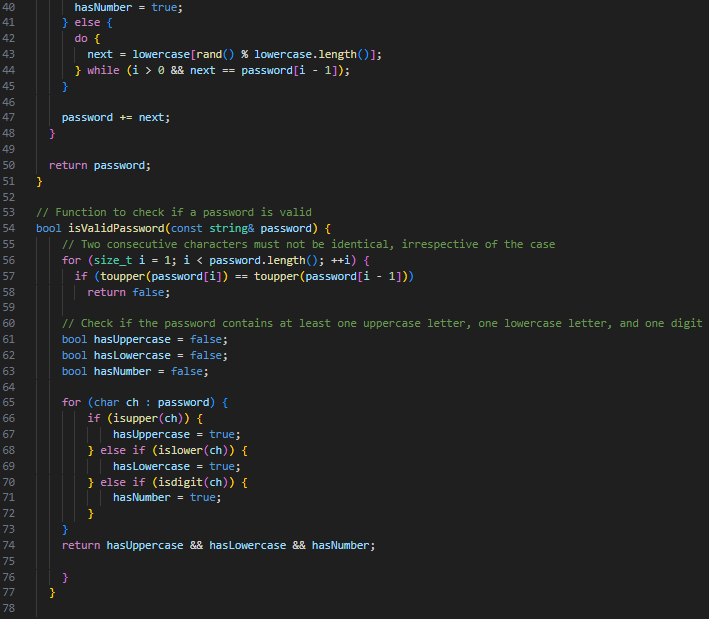 40 hasNumber = true;
41 } else {
42 do {
43 next = lowercase[rand() % lowercase.length()];
44 } while (i > 0 && next == password[i - 1]);
45 }
46
47 password += next;
48 }
49
50 return password;
51 }
52
53 // Function to check if a password is valid
54 bool isValidPassword(const string& password) {
55 // Two consecutive characters must not be identical, irrespective of the case
56 for (size_t i = 1; i < password.length(); ++i) {
57 if (toupper(password[i]) == toupper(password[i - 1]))
58 return false;
59
60 // Check if the password contains at least one uppercase letter, one lowercase letter, and one digit
61 bool hasUppercase = false;
62 bool hasLowercase = false;
63 bool hasNumber = false;
64
65 for (char ch : password) {
66 if (isupper(ch)) {
67 hasUppercase = true;
68 } else if (islower(ch)) {
69 hasLowercase = true;
70 } else if (isdigit(ch)) {
71 hasNumber = true;
72 }
73 }
74 return hasUppercase && hasLowercase && hasNumber;
75
76 }
77 }
78